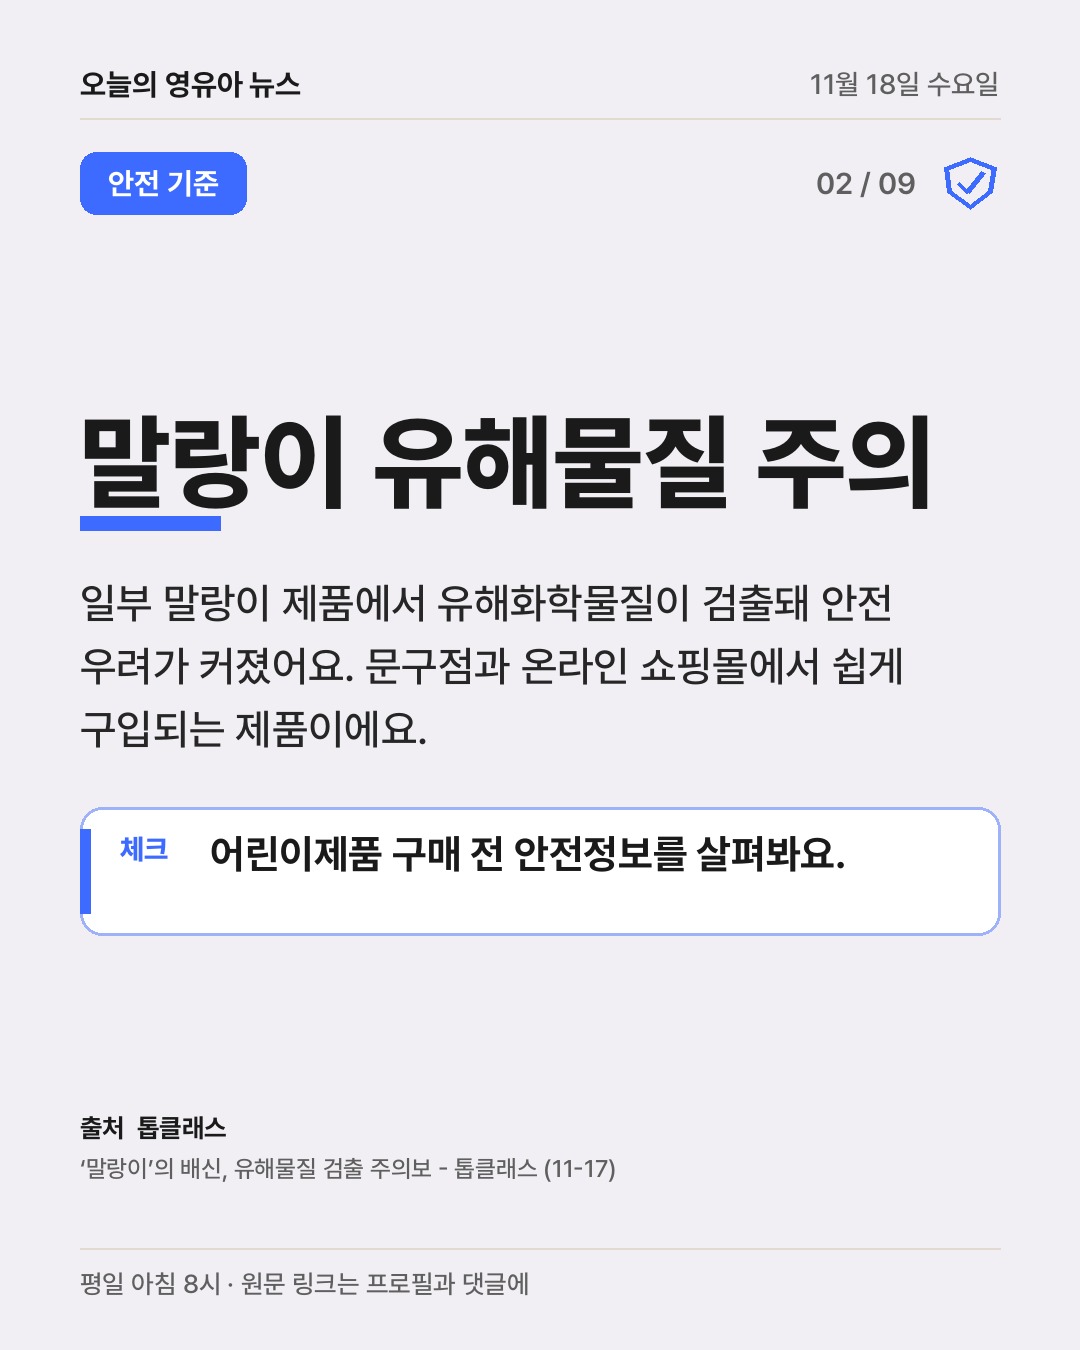 오늘의 영유아 뉴스
11월 18일 수요일
안전 기준
02 / 09
말랑이 유해물질 주의
일부 말랑이 제품에서 유해화학물질이 검출돼 안전
우려가 커졌어요. 문구점과 온라인 쇼핑몰에서 쉽게
구입되는 제품이에요.
체크 어린이제품 구매 전 안전정보를 살펴봐요.
출처 톱클래스
‘말랑이’의 배신, 유해물질 검출 주의보 - 톱클래스 (11-17)
평일 아침 8시 · 원문 링크는 프로필과 댓글에